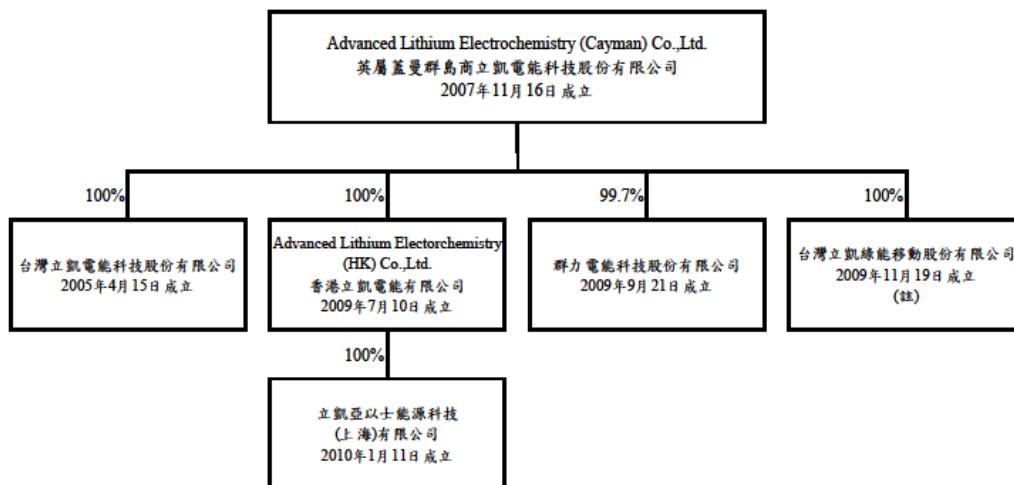 Advanced Lithium Electrochemistry (Cayman) Co.,Ltd.
英屬蓋曼群島商立凱電能科技股份有限公司
2007年11月16日成立
100%
100%
99.7%
100%
台灣立凱電能科技股份有限公司
2005年4月15日成立
Advanced Lithium Electorchemistry
(HK) Co.,Ltd.
香港立凱電能有限公司
2009年7月10日成立
群力電能科技股份有限公司
2009年9月21日成立
台灣立凱綠能移動股份有限公司
2009年11月19日成立
(註)
100%
立凱亞以士能源科技
(上海)有限公司
2010年1月11日成立